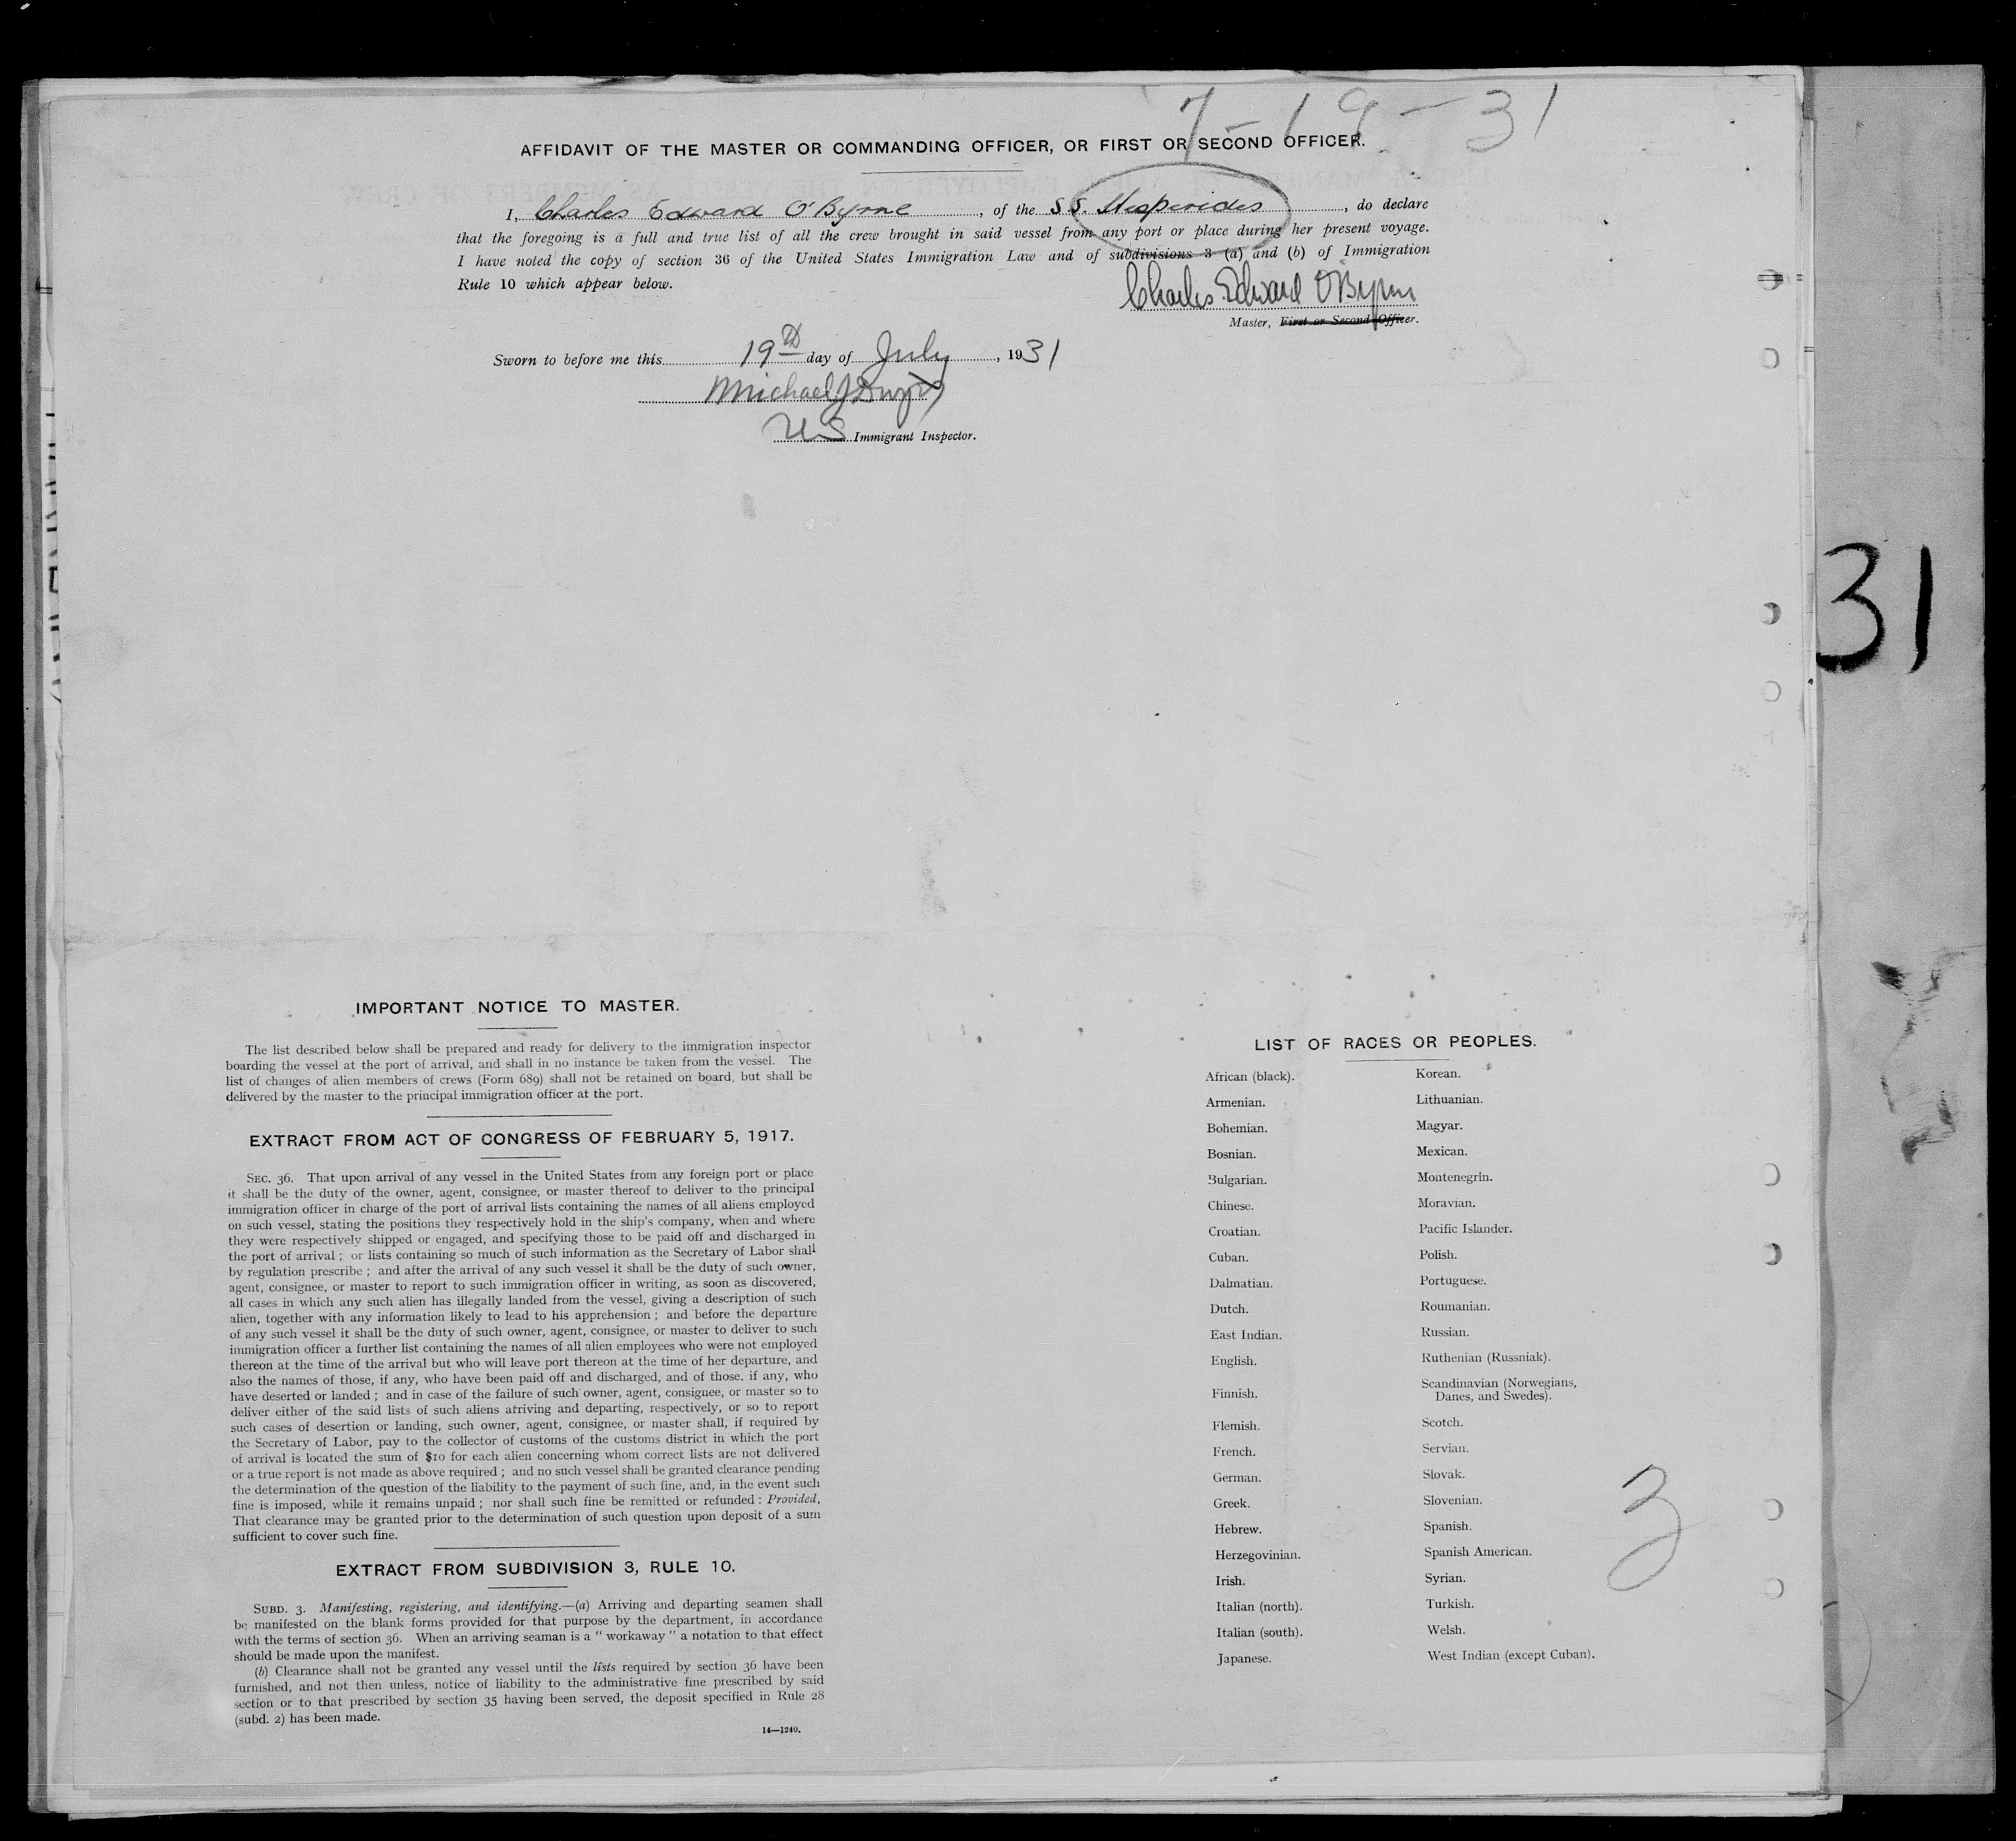 7-19-31
AFFIDAVIT OF THE MASTER OR COMMANDING OFFICER, OR FIRST OR SECOND OFFICER.
I, Charles Edward O'Byrne, of the S.S. Hesperides, do declare
that the foregoing is a full and true list of all the crew brought in said vessel from any port or place during her present voyage.
I have noted the copy of section 36 of the United States Immigration Law and of subdivisions 3 (a) and (b) of Immigration
Rule 10 which appear below.
Charles Edward O'Byrne
Master, First or Second Officer.
Sworn to before me this 19th day of July, 1931
Michael J
US Immigrant Inspector.
31
IMPORTANT NOTICE TO MASTER.
The list described below shall be prepared and ready for delivery to the immigration inspector
boarding the vessel at the port of arrival, and shall in no instance be taken from the vessel. The
list of changes of alien members of crews (Form 689) shall not be retained on board, but shall be
delivered by the master to the principal immigration officer at the port.
EXTRACT FROM ACT OF CONGRESS OF FEBRUARY 5, 1917.
SEC. 36. That upon arrival of any vessel in the United States from any foreign port or place
it shall be the duty of the owner, agent, consignee, or master thereof to deliver to the principal
immigration officer in charge of the port of arrival lists containing the names of all aliens employed
on such vessel, stating the positions they respectively hold in the ship's company, when and where
they were respectively shipped or engaged, and specifying those to be paid off and discharged in
the port of arrival; or lists containing so much of such information as the Secretary of Labor shall
by regulation prescribe; and after the arrival of any such vessel it shall be the duty of such owner,
agent, consignee, or master to report to such immigration officer in writing, as soon as discovered,
all cases in which any such alien has illegally landed from the vessel, giving a description of such
alien, together with any information likely to lead to his apprehension; and before the departure
of any such vessel it shall be the duty of such owner, agent, consignee, or master to deliver to such
immigration officer a further list containing the names of all alien employees who were not employed
thereon at the time of the arrival but who will leave port thereon at the time of her departure, and
also the names of those, if any, who have been paid off and discharged, and of those, if any, who
have deserted or landed; and in case of the failure of such owner, agent, consignee, or master so to
deliver either of the said lists of such aliens arriving and departing, respectively, or so to report
such cases of desertion or landing, such owner, agent, consignee, or master shall, if required by
the Secretary of Labor, pay to the collector of customs of the customs district in which the port
of arrival is located the sum of $10 for each alien concerning whom correct lists are not delivered
or a true report is not made as above required; and no such vessel shall be granted clearance pending
the determination of the question of the liability to the payment of such fine, and, in the event such
fine is imposed, while it remains unpaid; nor shall such fine be remitted or refunded: Provided,
That clearance may be granted prior to the determination of such question upon deposit of a sum
sufficient to cover such fine.
EXTRACT FROM SUBDIVISION 3, RULE 10.
SUBD. 3. Manifesting, registering, and identifying.—(a) Arriving and departing seamen shall
be manifested on the blank forms provided for that purpose by the department, in accordance
with the terms of section 36. When an arriving seaman is a "workaway" a notation to that effect
should be made upon the manifest.
(b) Clearance shall not be granted any vessel until the lists required by section 36 have been
furnished, and not then unless, notice of liability to the administrative fine prescribed by said
section or to that prescribed by section 35 having been served, the deposit specified in Rule 28
(subd. 2) has been made.
14—1240.
LIST OF RACES OR PEOPLES.
African (black).
Armenian.
Bohemian.
Bosnian.
Bulgarian.
Chinese.
Croatian.
Cuban.
Dalmatian.
Dutch.
East Indian.
English.
Finnish.
Flemish.
French.
German.
Greek.
Hebrew.
Herzegovinian.
Irish.
Italian (north).
Italian (south).
Japanese.
Korean.
Lithuanian.
Magyar.
Mexican.
Montenegrin.
Moravian.
Pacific Islander.
Polish.
Portuguese.
Roumanian.
Russian.
Ruthenian (Russniak).
Scandinavian (Norwegians,
Danes, and Swedes).
Scotch.
Servian.
Slovak.
Slovenian.
Spanish.
Spanish American.
Syrian.
Turkish.
Welsh.
West Indian (except Cuban).
3